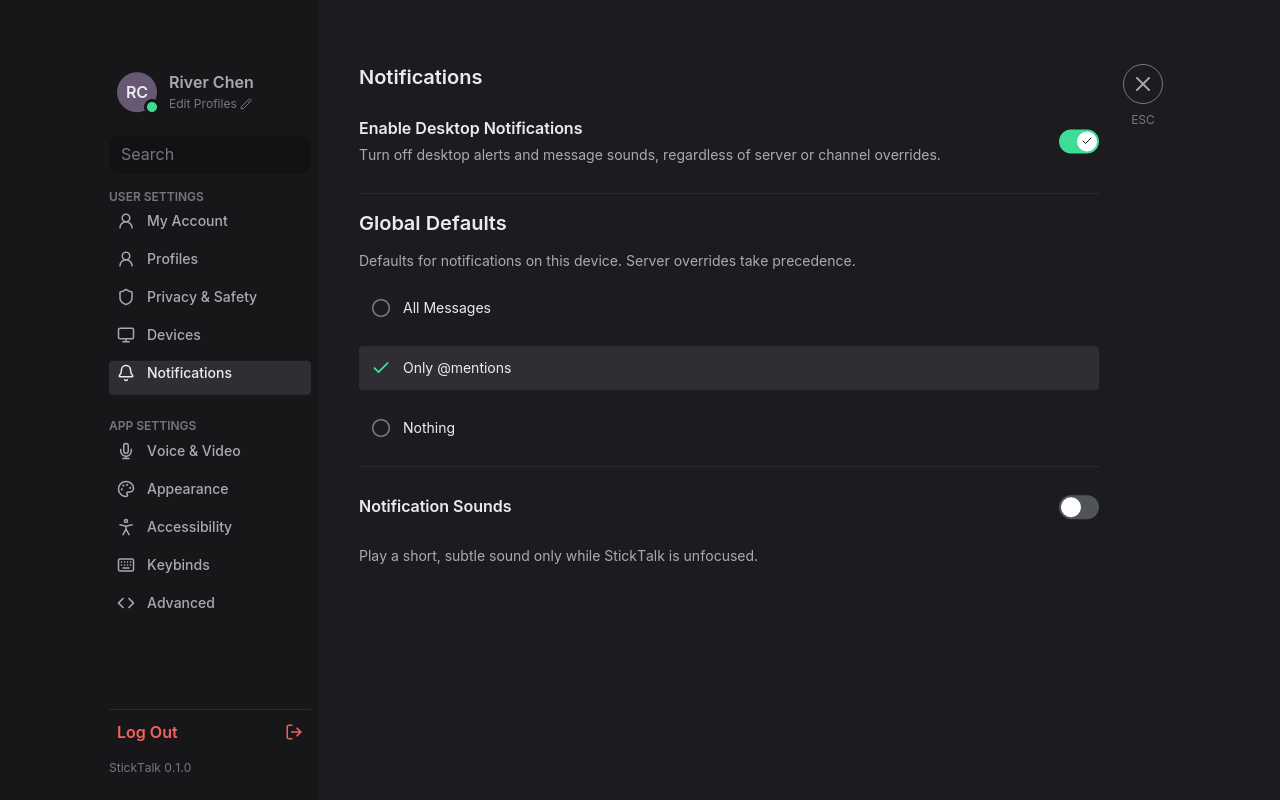 RC
River Chen
Edit Profiles
Search
USER SETTINGS
My Account
Profiles
Privacy & Safety
Devices
Notifications
APP SETTINGS
Voice & Video
Appearance
Accessibility
Keybinds
Advanced
Log Out
StickTalk 0.1.0
Notifications
ESC
Enable Desktop Notifications
Turn off desktop alerts and message sounds, regardless of server or channel overrides.
Global Defaults
Defaults for notifications on this device. Server overrides take precedence.
All Messages
Only @mentions
Nothing
Notification Sounds
Play a short, subtle sound only while StickTalk is unfocused.